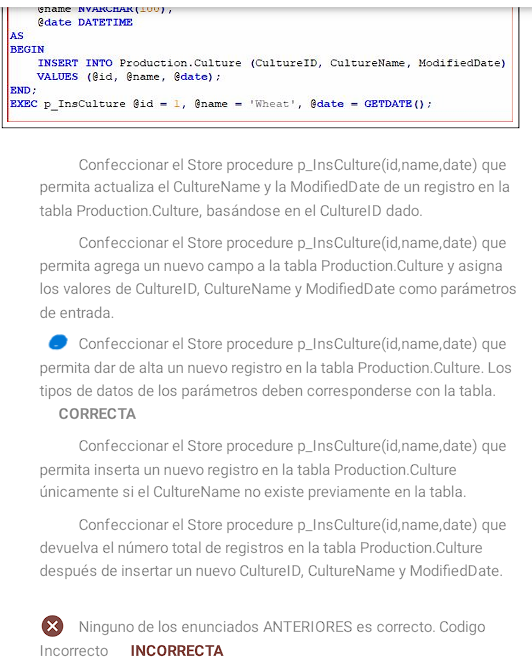 @name NVARCHAR(100),
@date DATETIME
AS
BEGIN
INSERT INTO Production.Culture (CultureID, CultureName, ModifiedDate)
VALUES (@id, @name, @date);
END;
EXEC p_InsCulture @id = 1, @name = 'Wheat', @date = GETDATE();
Confeccionar el Store procedure p_InsCulture(id,name,date) que
permita actualiza el CultureName y la ModifiedDate de un registro en la
tabla Production.Culture, basándose en el CultureID dado.
Confeccionar el Store procedure p_InsCulture(id,name,date) que
permita agrega un nuevo campo a la tabla Production.Culture y asigna
los valores de CultureID, CultureName y ModifiedDate como parámetros
de entrada.
Confeccionar el Store procedure p_InsCulture(id,name,date) que
permita dar de alta un nuevo registro en la tabla Production.Culture. Los
tipos de datos de los parámetros deben corresponderse con la tabla.
CORRECTA
Confeccionar el Store procedure p_InsCulture(id,name,date) que
permita inserta un nuevo registro en la tabla Production.Culture
únicamente si el CultureName no existe previamente en la tabla.
Confeccionar el Store procedure p_InsCulture(id,name,date) que
devuelva el número total de registros en la tabla Production.Culture
después de insertar un nuevo CultureID, CultureName y ModifiedDate.
Ninguno de los enunciados ANTERIORES es correcto. Codigo
Incorrecto INCORRECTA